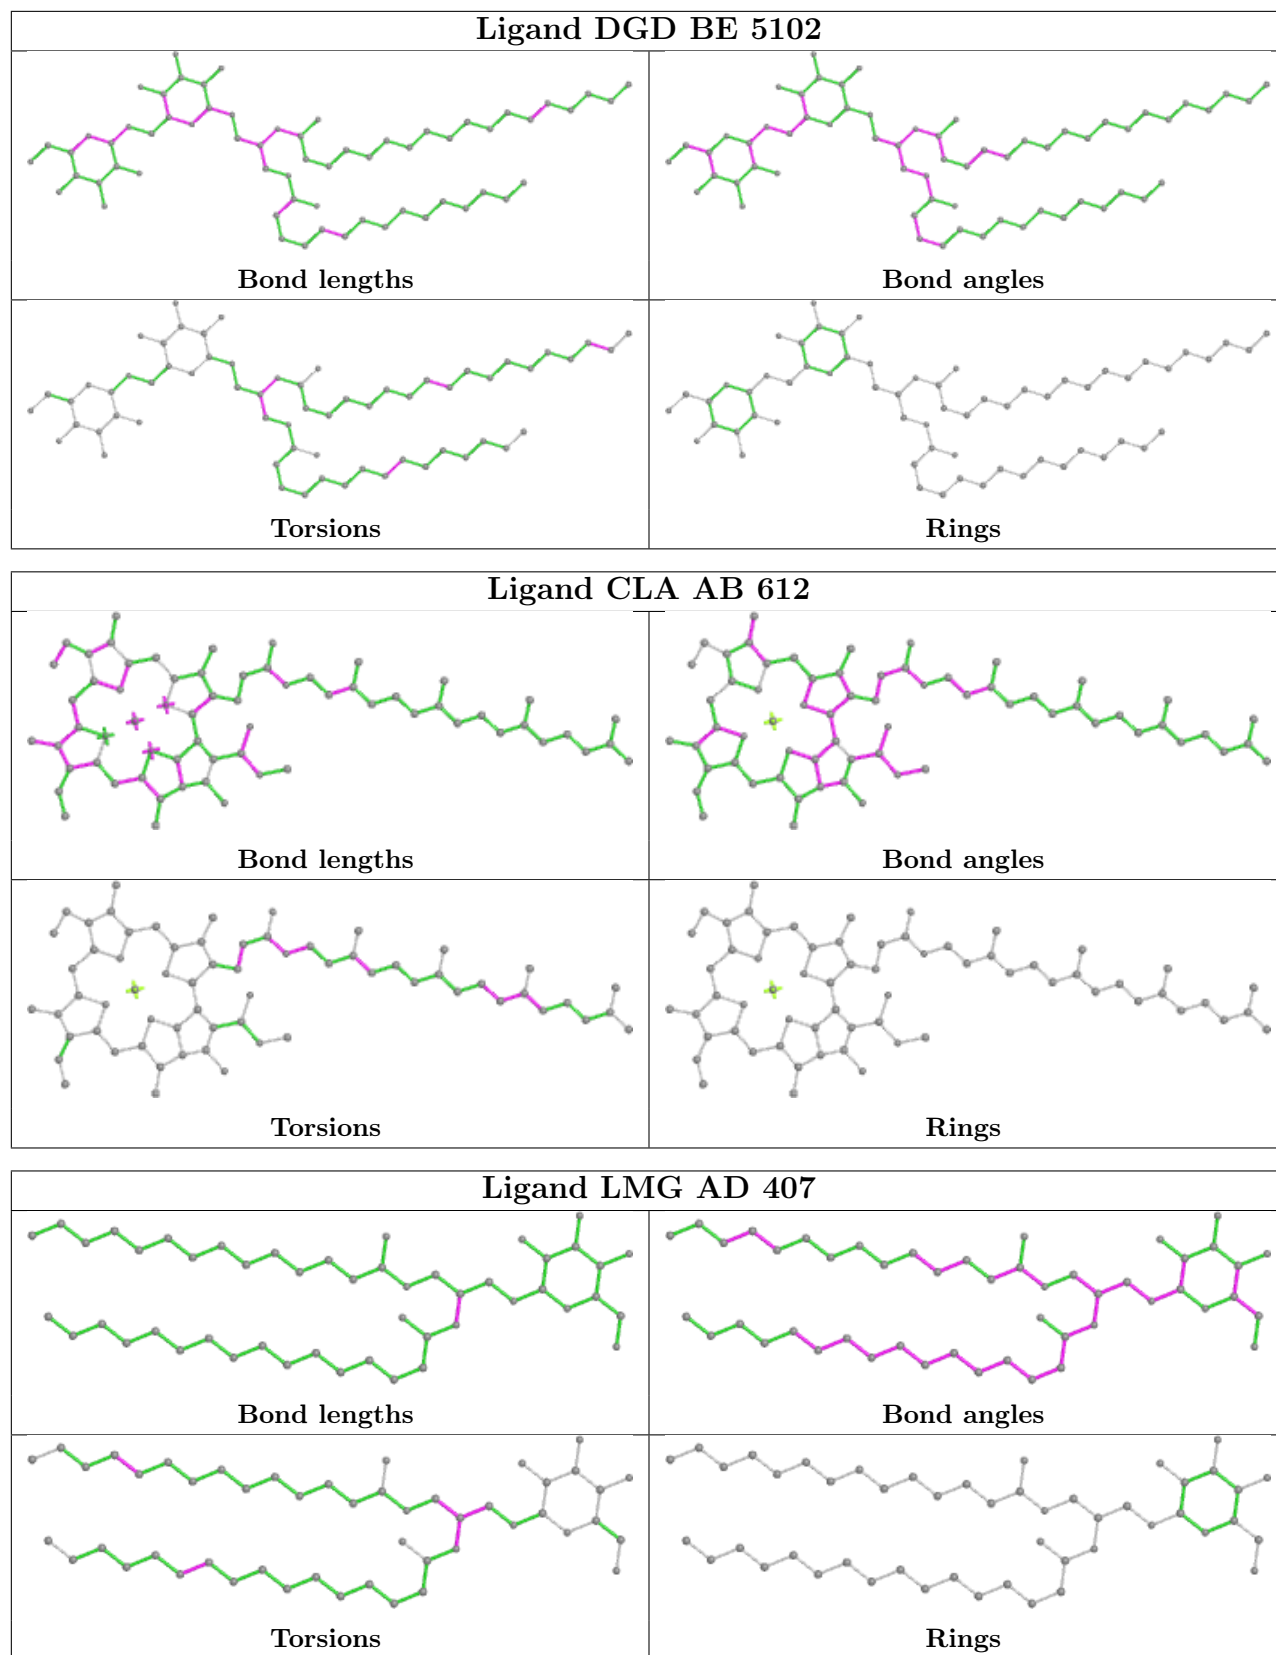 Ligand DGD BE 5102
Bond lengths
Bond angles
Torsions
Rings
Ligand CLA AB 612
Bond lengths
Bond angles
Torsions
Rings
Ligand LMG AD 407
Bond lengths
Bond angles
Torsions
Rings